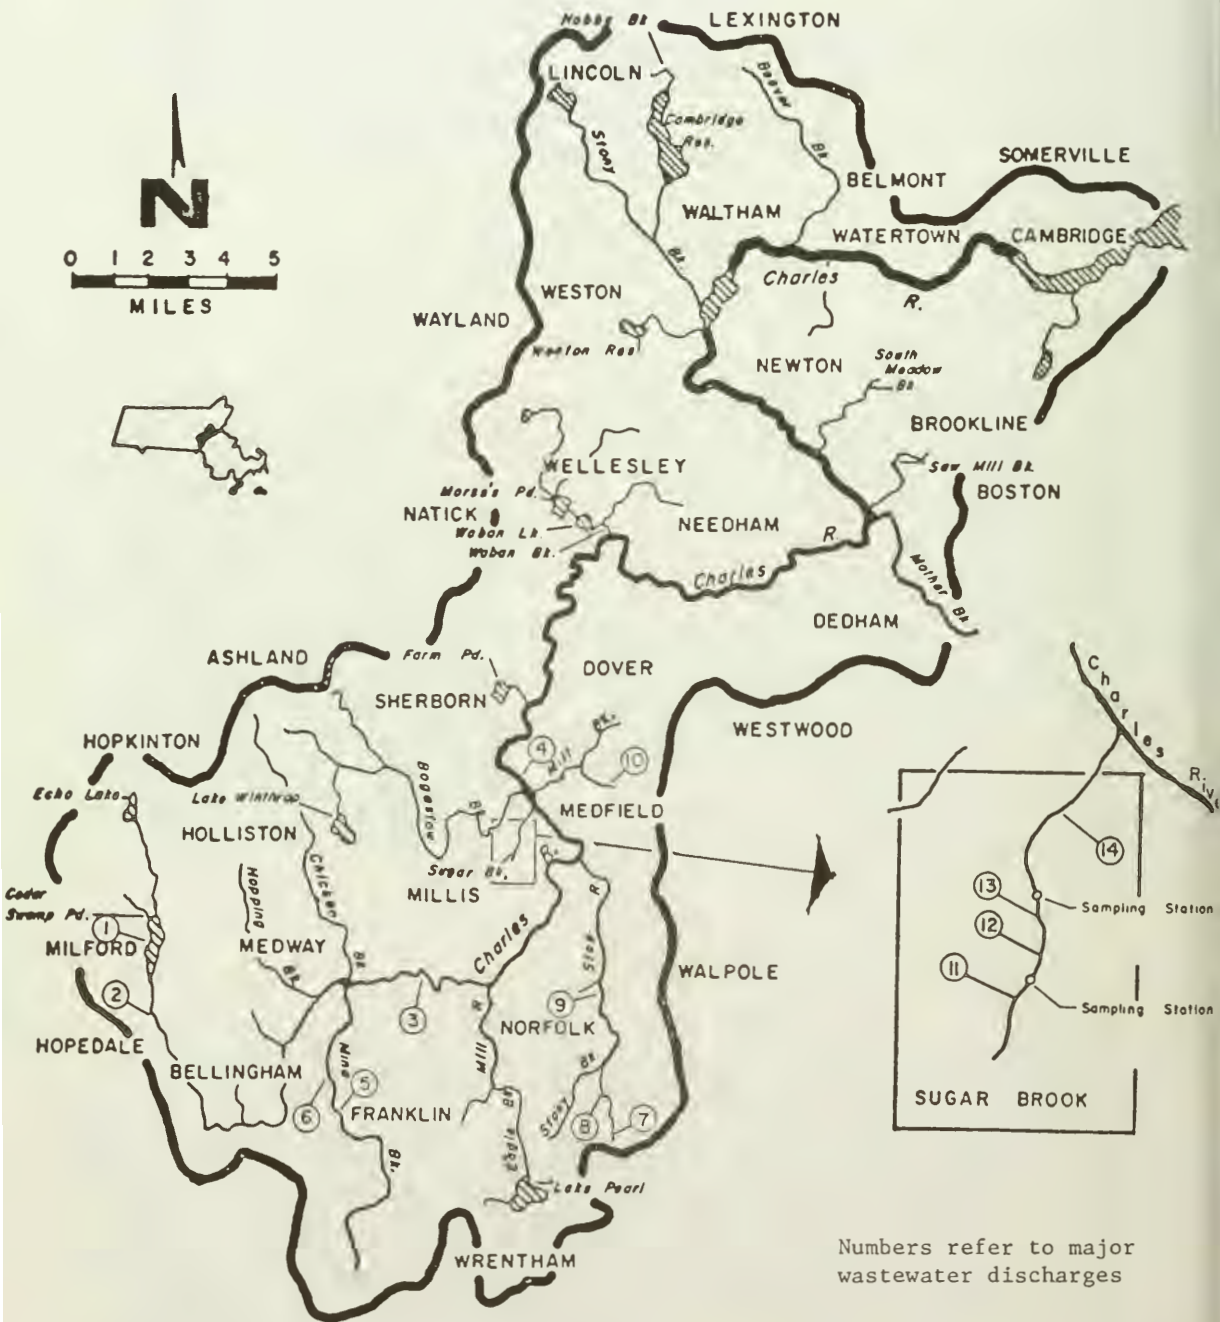 Hobbs Bk
LEXINGTON
LINCOLN
Beaver
Bk
Stony
Bk
Cambridge
Res.
SOMERVILLE
BELMONT
N
WALTHAM
WATERTOWN
CAMBRIDGE
0 1 2 3 4 5
MILES
Charles
R.
WESTON
WAYLAND
Weston Res
NEWTON
South
Meadow
Bk
BROOKLINE
WELLESLEY
Saw Mill Bk.
BOSTON
Morse's Pd.
NATICK
Waban Lk.
Waban Bk.
NEEDHAM
R.
Charles
Mother Bk
DEDHAM
ASHLAND
Farm Pd.
DOVER
SHERBORN
WESTWOOD
HOPKINTON
Bk.
Mill
4
10
Echo Lake
Lake Winthrop
Bogastow
B
MEDFIELD
HOLLISTON
Sugar Bk.
R.
MILLIS
Chicken
Bk
Hopping
Bk.
Cedar
Swamp Pd.
1
MILFORD
MEDWAY
Charles
R
Stop
WALPOLE
2
3
9
NORFOLK
HOPEDALE
R
Mill
BELLINGHAM
Mine
Bk.
5
6
FRANKLIN
Eagle Bk
Stony
Bk
8
7
Lake Pearl
WRENTHAM
Charles
River
14
13
Sampling Station
12
11
Sampling Station
SUGAR BROOK
Numbers refer to major
wastewater discharges